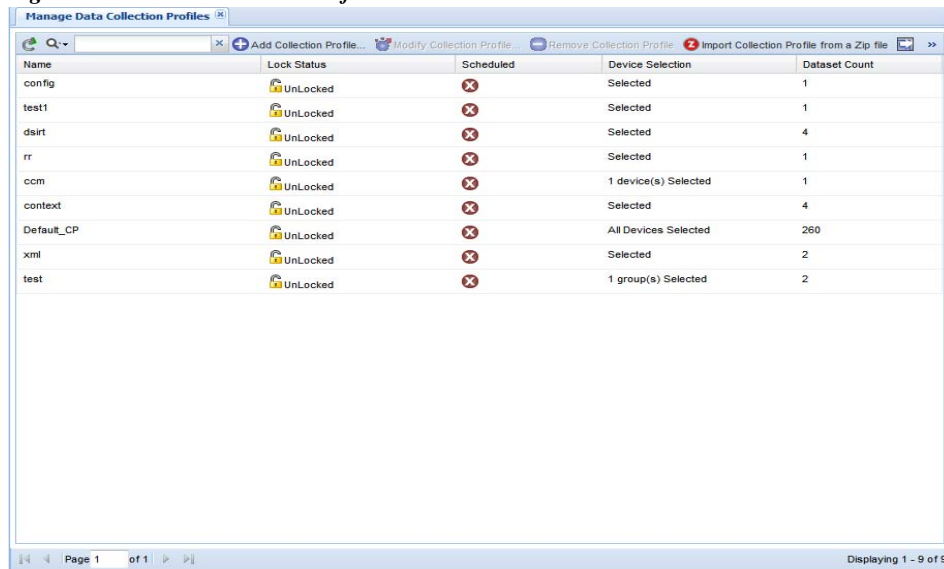 Manage Data Collection Profiles
Add Collection Profile... Modify Collection Profile... Remove Collection Profile Import Collection Profile from a Zip file »
Name Lock Status Scheduled Device Selection Dataset Count
config UnLocked Selected 1
test1 UnLocked Selected 1
dsirt UnLocked Selected 4
rr UnLocked Selected 1
ccm UnLocked 1 device(s) Selected 1
context UnLocked Selected 4
Default_CP UnLocked All Devices Selected 260
xml UnLocked Selected 2
test UnLocked 1 group(s) Selected 2
Page 1 of 1 Displaying 1 - 9 of 9